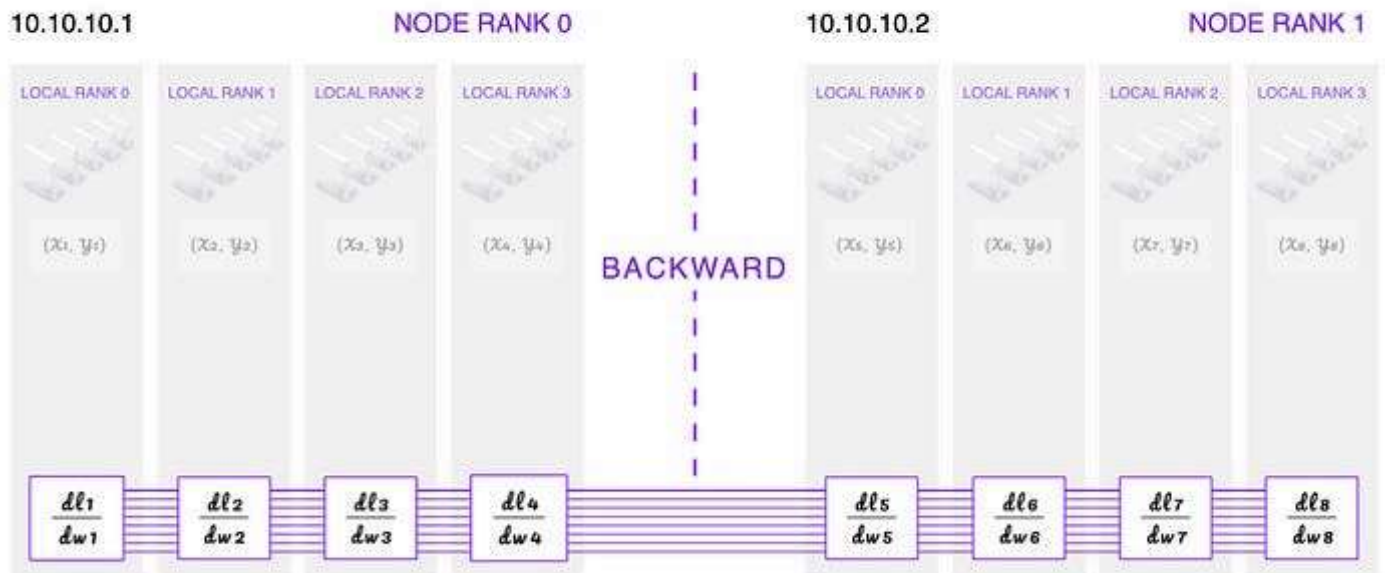 10.10.10.1 NODE RANK 0 10.10.10.2 NODE RANK 1
LOCAL RANK 0 LOCAL RANK 1 LOCAL RANK 2 LOCAL RANK 3 LOCAL RANK 0 LOCAL RANK 1 LOCAL RANK 2 LOCAL RANK 3
(x₁, y₁) (x₂, y₂) (x₃, y₃) (x₄, y₄) (x₅, y₅) (x₆, y₆) (x₇, y₇) (x₈, y₈)
BACKWARD
dl1 dl2 dl3 dl4 dl5 dl6 dl7 dl8
dw1 dw2 dw3 dw4 dw5 dw6 dw7 dw8